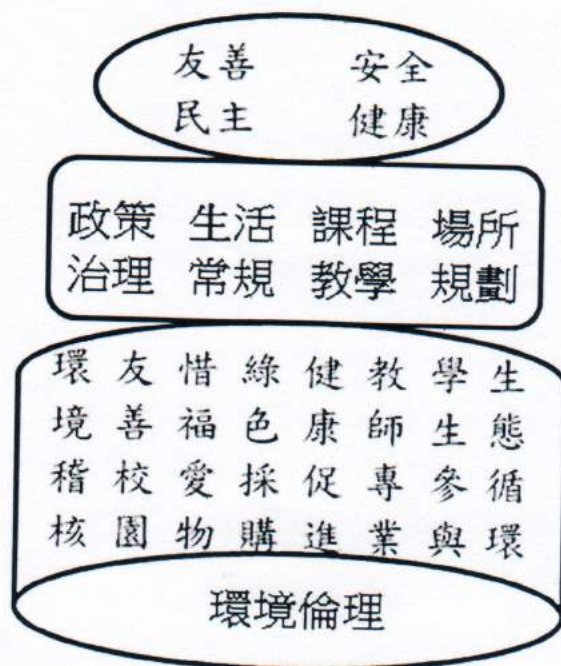 友善 安全
民主 健康
政策 生活 課程 場所
治理 常規 教學 規劃
環境稽核
友善校園
惜福愛物
綠色採購
健康促進
教師專業
學生參與
生態循環
環境倫理